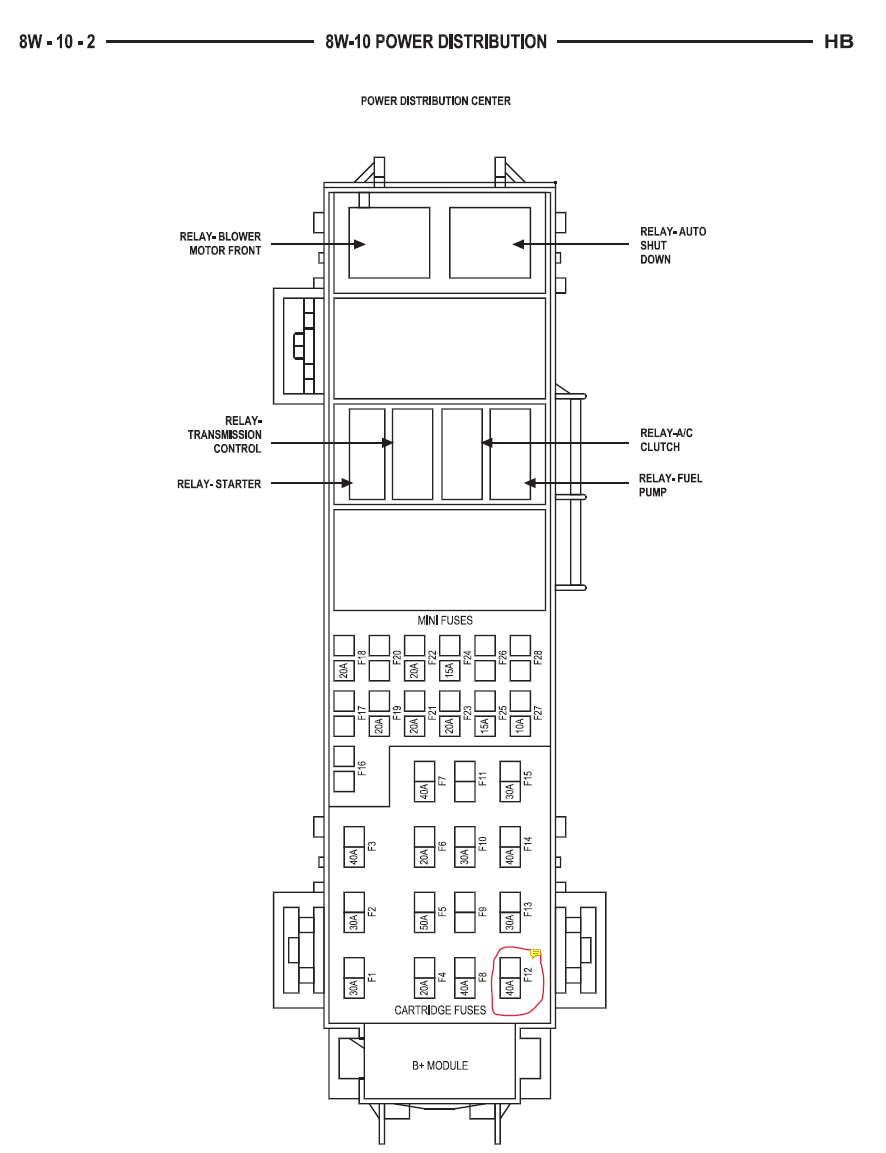 8W - 10 - 2 8W-10 POWER DISTRIBUTION HB
POWER DISTRIBUTION CENTER
RELAY- BLOWER
MOTOR FRONT
RELAY- AUTO
SHUT
DOWN
RELAY-
TRANSMISSION
CONTROL
RELAY-A/C
CLUTCH
RELAY- STARTER
RELAY- FUEL
PUMP
MINI FUSES
20A F18 F20 20A F22 15A F24 F26 F28
F17 20A F19 20A F21 20A F23 15A F25 10A F27
F16
40A F7 F11 30A F15
40A F3 20A F6 30A F10 40A F14
30A F2 50A F5 F9 30A F13
30A F1 20A F4 40A F8 40A F12
CARTRIDGE FUSES
B+ MODULE